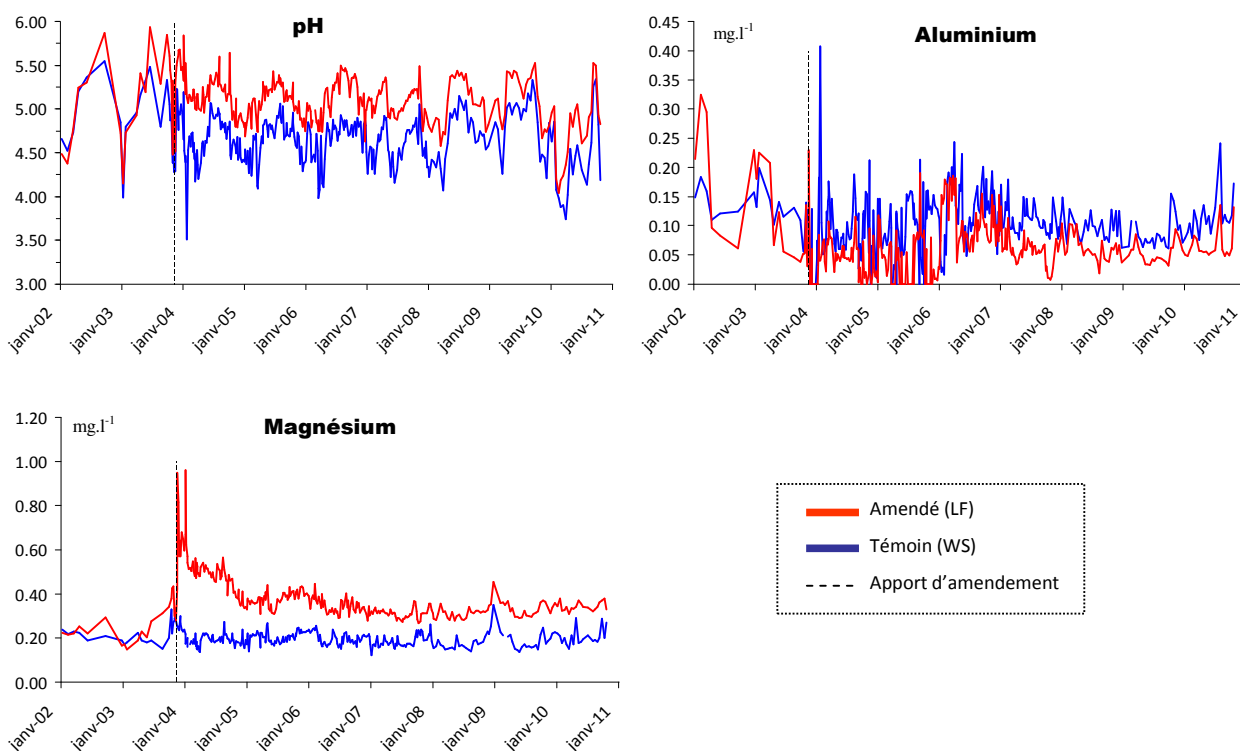 pH
6.00
5.50
5.00
4.50
4.00
3.50
3.00
janv-02
janv-03
janv-04
janv-05
janv-06
janv-07
janv-08
janv-09
janv-10
janv-11
mg.l⁻¹
Aluminium
0.45
0.40
0.35
0.30
0.25
0.20
0.15
0.10
0.05
0.00
janv-02
janv-03
janv-04
janv-05
janv-06
janv-07
janv-08
janv-09
janv-10
janv-11
mg.l⁻¹
Magnésium
1.20
1.00
0.80
0.60
0.40
0.20
0.00
janv-02
janv-03
janv-04
janv-05
janv-06
janv-07
janv-08
janv-09
janv-10
janv-11
Amendé (LF)
Témoin (WS)
Apport d'amendement